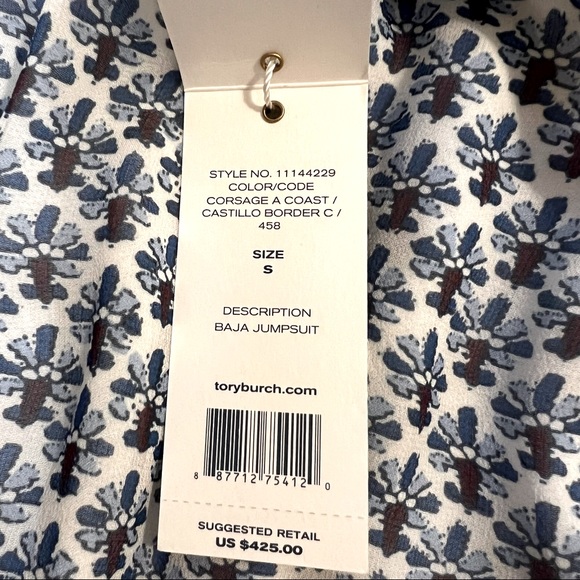 STYLE NO. 11144229
COLOR/CODE
CORSAGE A COAST /
CASTILLO BORDER C /
458
SIZE
S
DESCRIPTION
BAJA JUMPSUIT
toryburch.com
8 87712 75412 0
SUGGESTED RETAIL
US $425.00